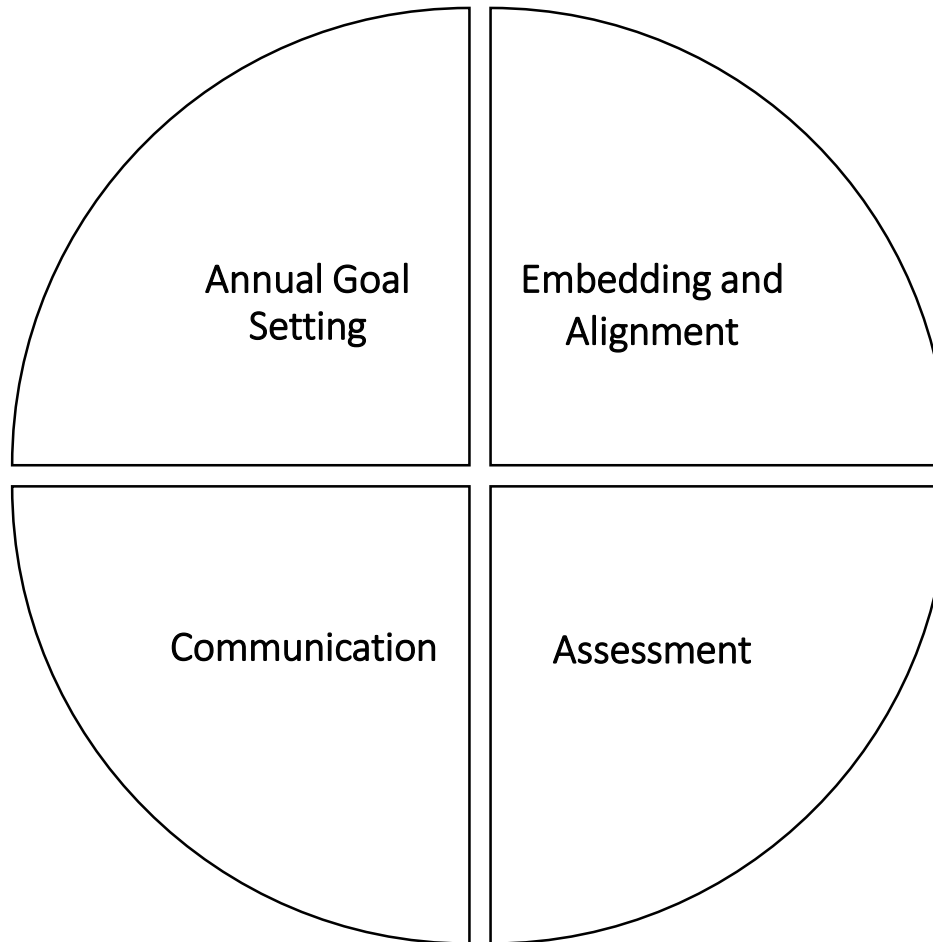 Annual Goal
Setting
Embedding and
Alignment
Communication
Assessment